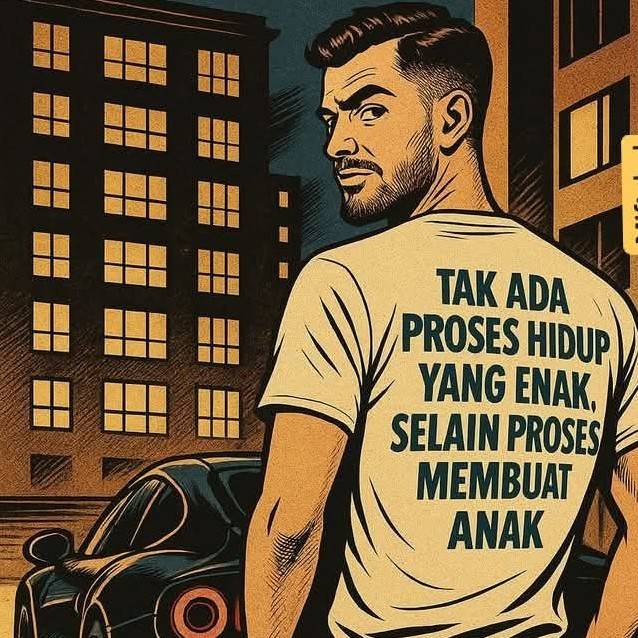 TAK ADA
PROSES HIDUP
YANG ENAK,
SELAIN PROSES
MEMBUAT
ANAK